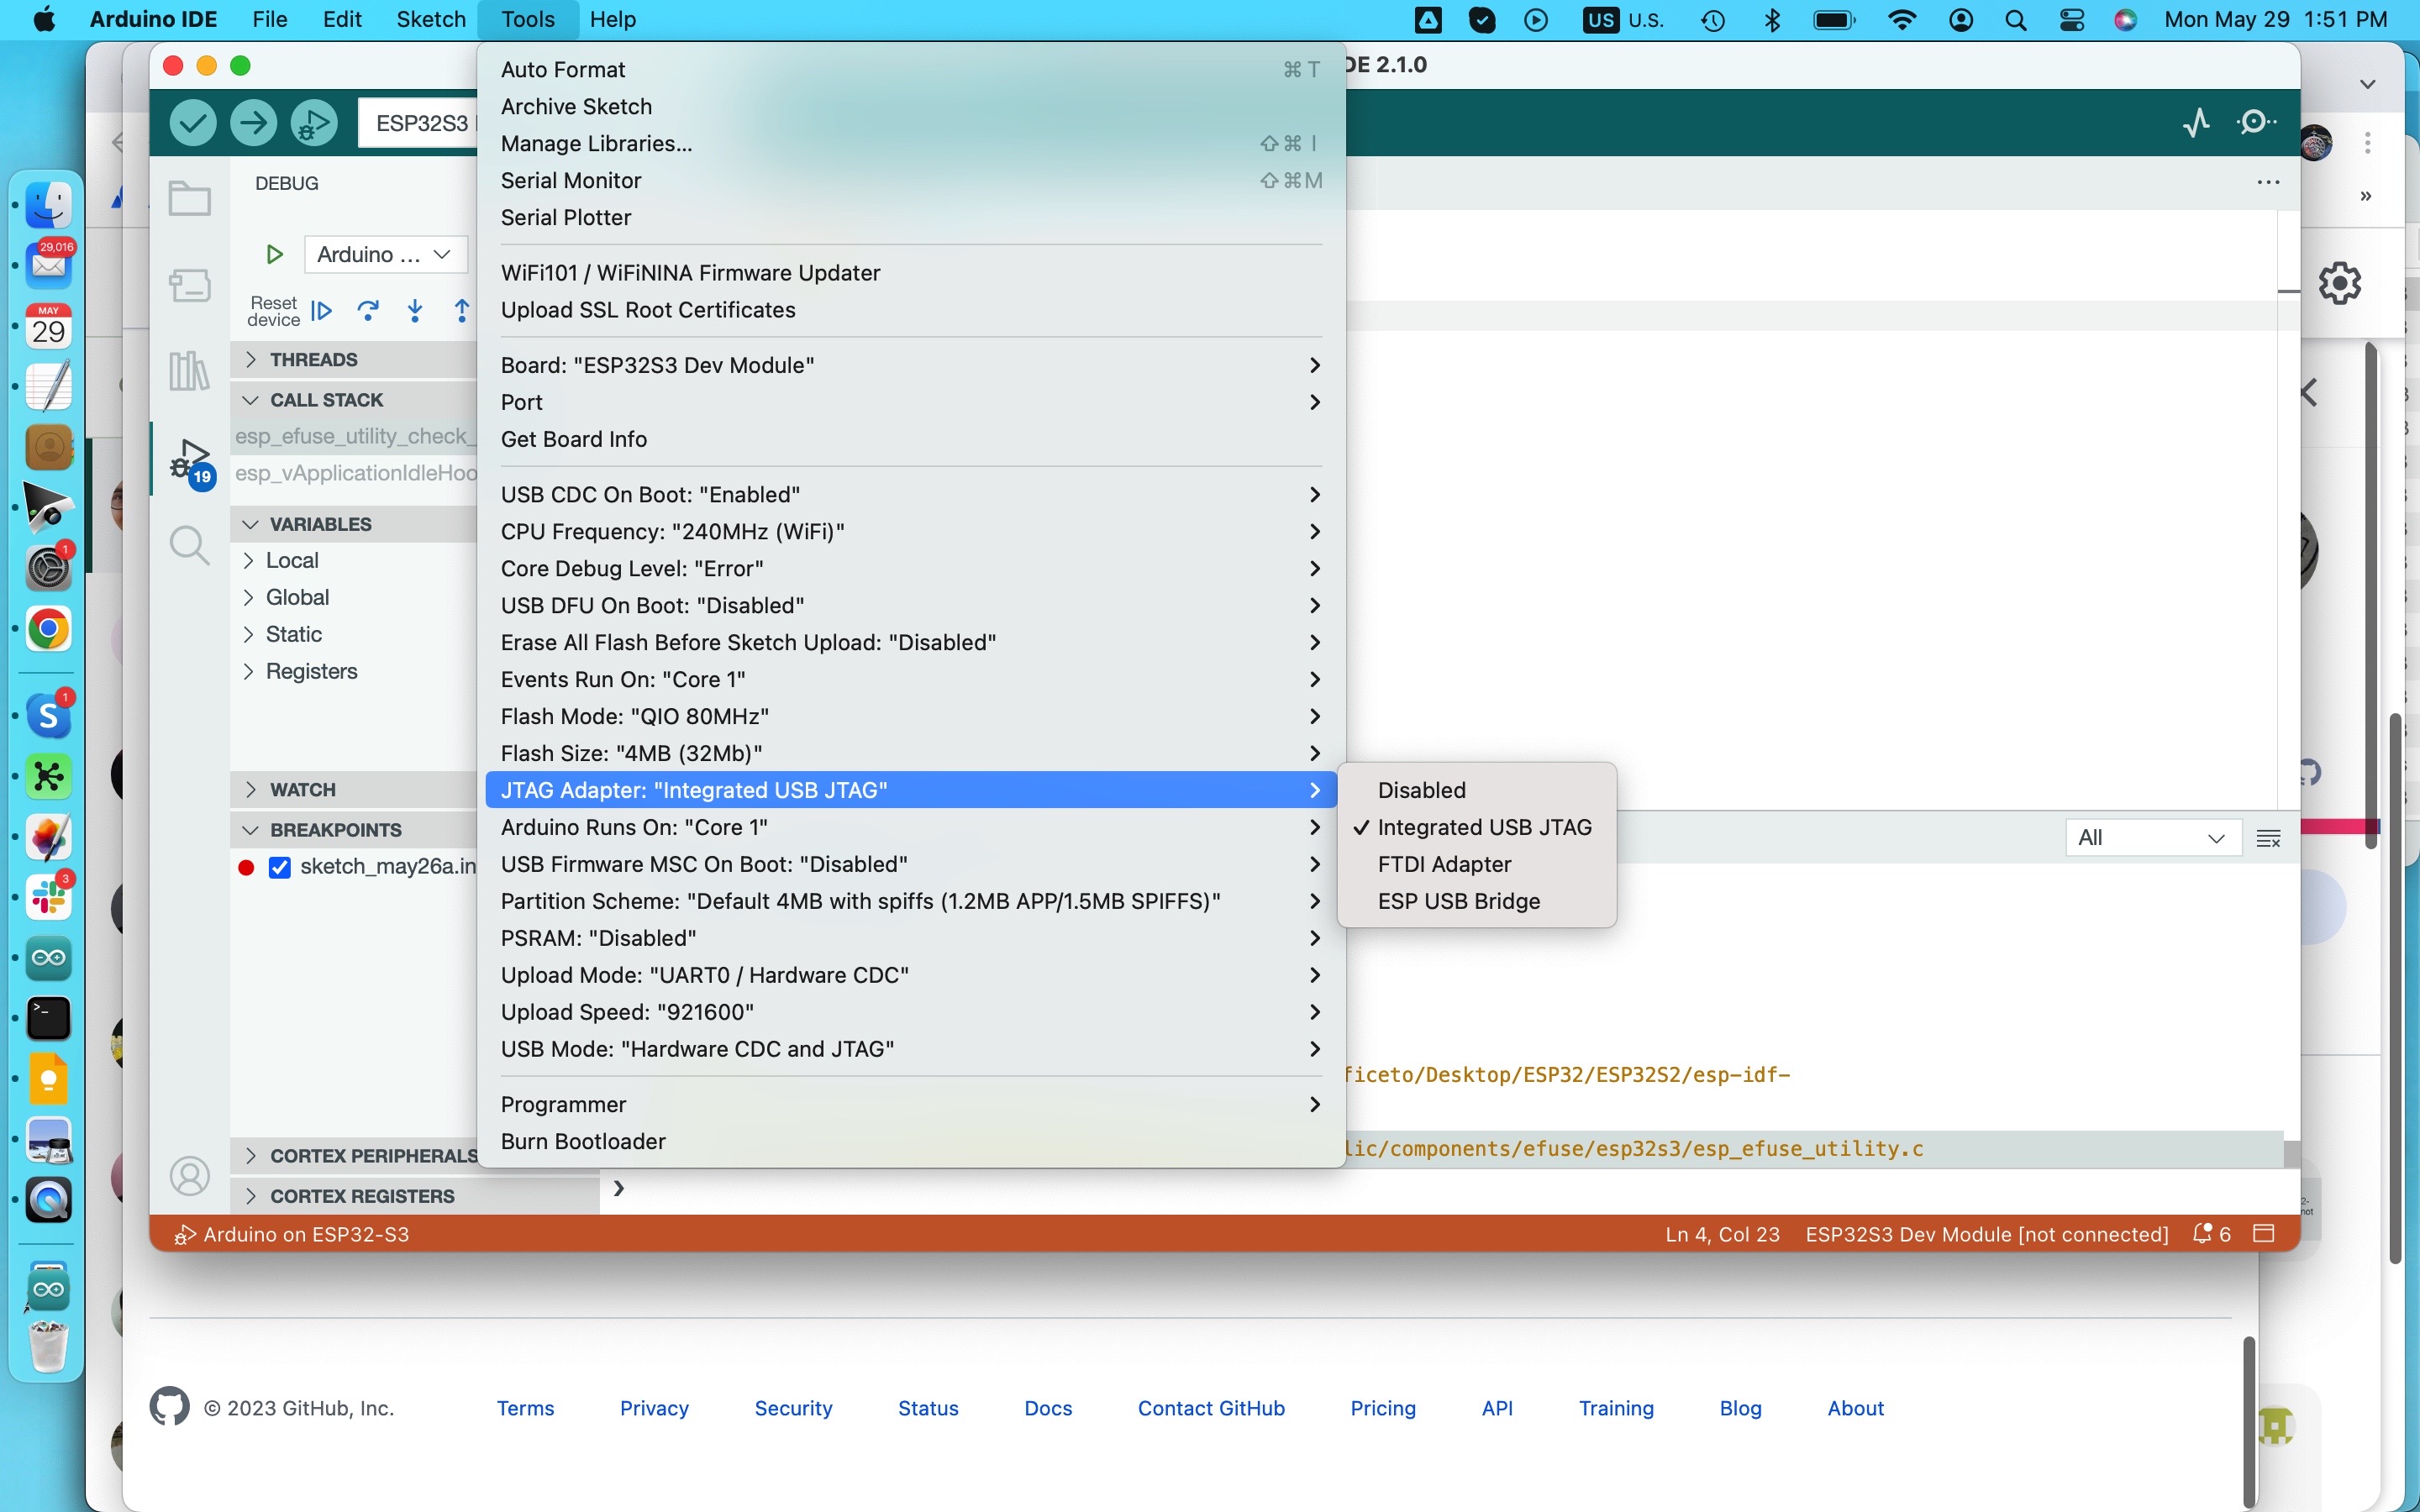 Arduino IDE File Edit Sketch Tools Help US U.S. Mon May 29 1:51 PM
DE 2.1.0
ESP32S3
DEBUG
Arduino ...
Reset
device
THREADS
CALL STACK
esp_efuse_utility_check_
esp_vApplicationIdleHoo
VARIABLES
Local
Global
Static
Registers
WATCH
BREAKPOINTS
sketch_may26a.in
CORTEX PERIPHERALS
CORTEX REGISTERS
19
29,016
MAY
29
1
S
1
3
>_
Auto Format ⌘ T
Archive Sketch
Manage Libraries... ⇧ ⌘ I
Serial Monitor ⇧ ⌘ M
Serial Plotter
WiFi101 / WiFiNINA Firmware Updater
Upload SSL Root Certificates
Board: "ESP32S3 Dev Module"
Port
Get Board Info
USB CDC On Boot: "Enabled"
CPU Frequency: "240MHz (WiFi)"
Core Debug Level: "Error"
USB DFU On Boot: "Disabled"
Erase All Flash Before Sketch Upload: "Disabled"
Events Run On: "Core 1"
Flash Mode: "QIO 80MHz"
Flash Size: "4MB (32Mb)"
JTAG Adapter: "Integrated USB JTAG"
Arduino Runs On: "Core 1"
USB Firmware MSC On Boot: "Disabled"
Partition Scheme: "Default 4MB with spiffs (1.2MB APP/1.5MB SPIFFS)"
PSRAM: "Disabled"
Upload Mode: "UART0 / Hardware CDC"
Upload Speed: "921600"
USB Mode: "Hardware CDC and JTAG"
Programmer
Burn Bootloader
Disabled
✓ Integrated USB JTAG
FTDI Adapter
ESP USB Bridge
All
ficeto/Desktop/ESP32/ESP32S2/esp-idf-
lic/components/efuse/esp32s3/esp_efuse_utility.c
Arduino on ESP32-S3 Ln 4, Col 23 ESP32S3 Dev Module [not connected] 6
© 2023 GitHub, Inc. Terms Privacy Security Status Docs Contact GitHub Pricing API Training Blog About